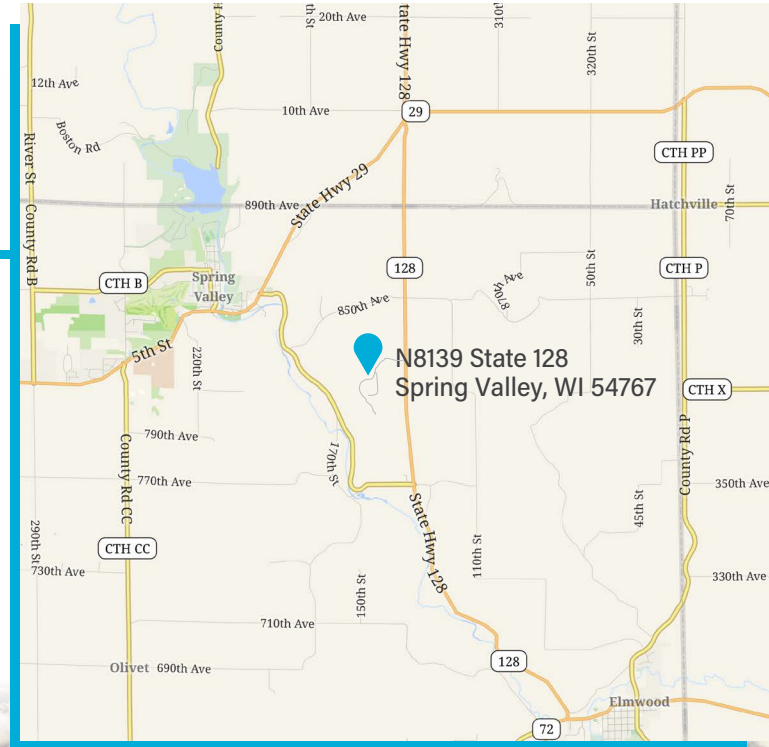 County H
th St
20th Ave
State Hwy 128
310t
320th St
12th Ave
10th Ave
29
Boston Rd
State Hwy 29
CTH PP
River St
County Rd B
890th Ave
Hatchville
70th St
128
CTH B
Spring
Valley
850th Ave
870th Ave
50th St
CTH P
5th St
220th St
30th St
N8139 State 128
Spring Valley, WI 54767
CTH X
790th Ave
County Rd CC
170th St
County Rd P
770th Ave
350th Ave
State Hwy 128
45th St
290th St
CTH CC
110th St
730th Ave
330th Ave
150th St
710th Ave
Olivet
690th Ave
128
Elmwood
72